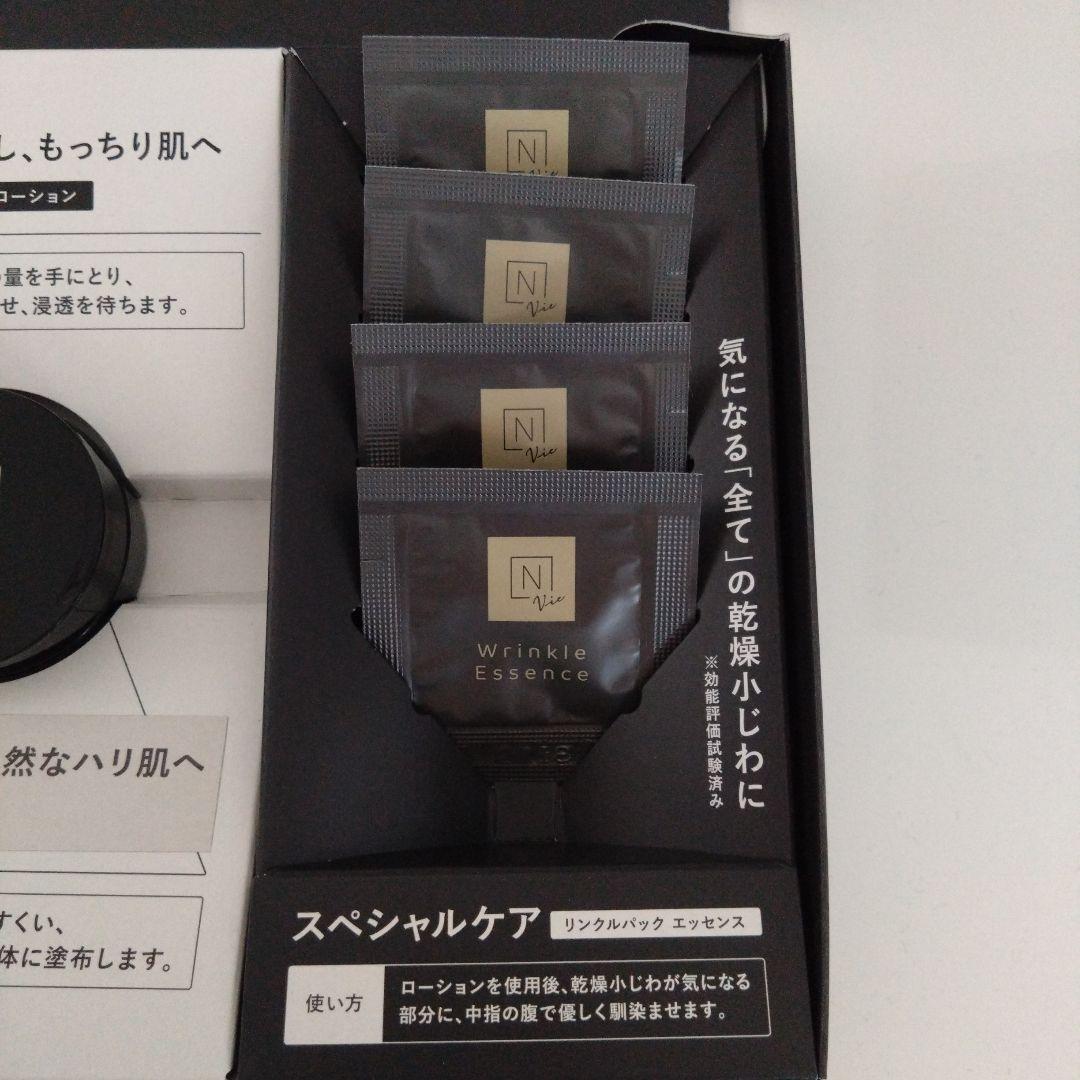 し、もっちり肌へ
ローション
量を手にとり、
せ、浸透を待ちます。
然なハリ肌へ
すくい、
体に塗布します。
N
Vie
N
Vie
N
Vie
N
Vie
Wrinkle
Essence
気になる「全て」の乾燥小じわに
※効能評価試験済み
スペシャルケア
リンクルパック エッセンス
使い方
ローションを使用後、乾燥小じわが気になる
部分に、中指の腹で優しく馴染ませます。